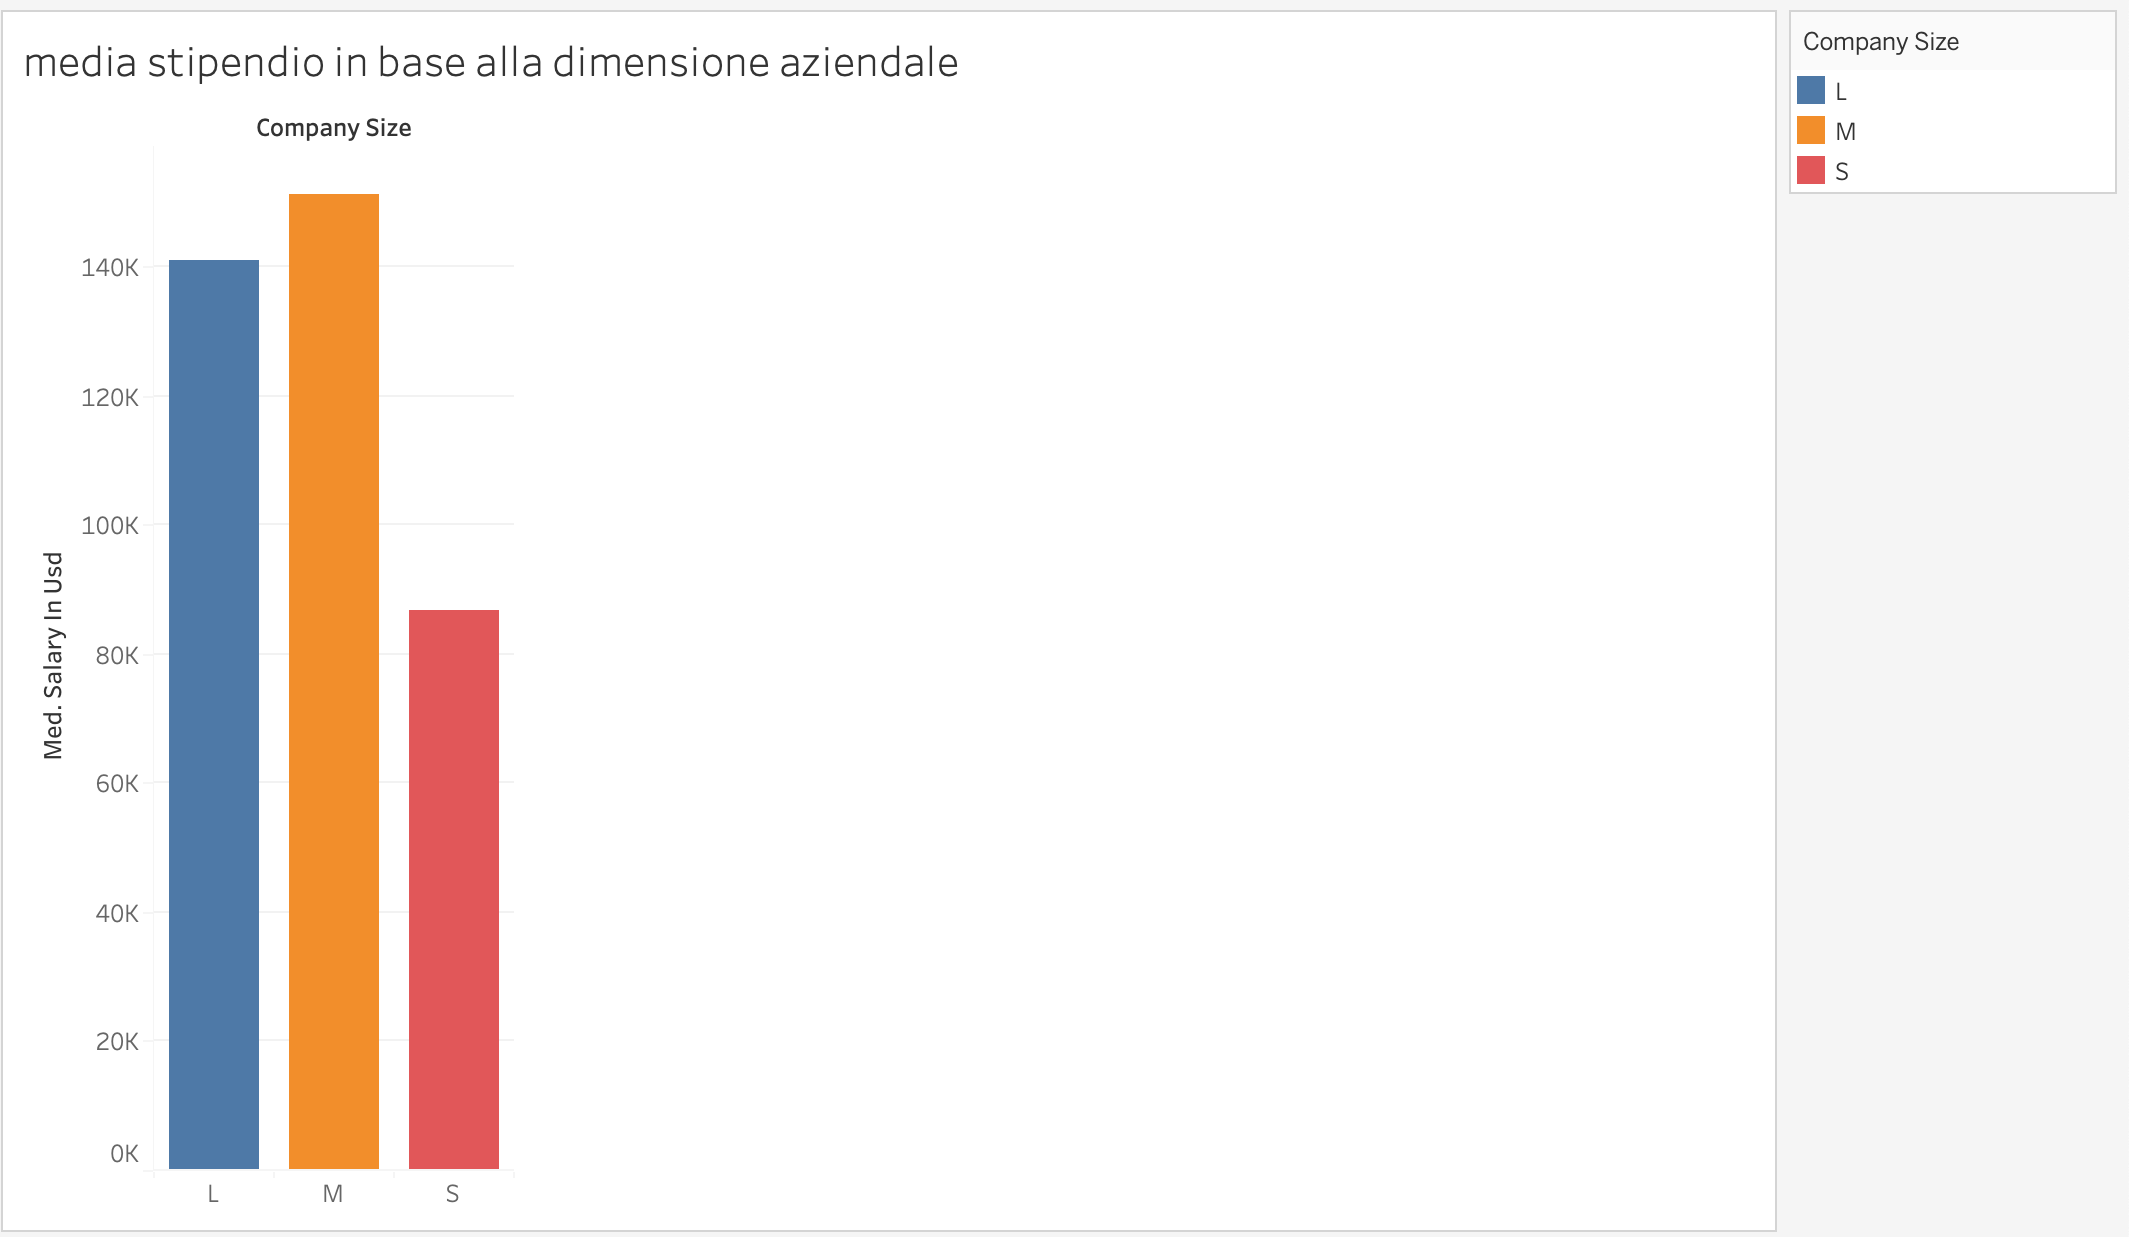 media stipendio in base alla dimensione aziendale
Company Size
140K
120K
100K
80K
60K
40K
20K
0K
Med. Salary In Usd
L M S
Company Size
L
M
S